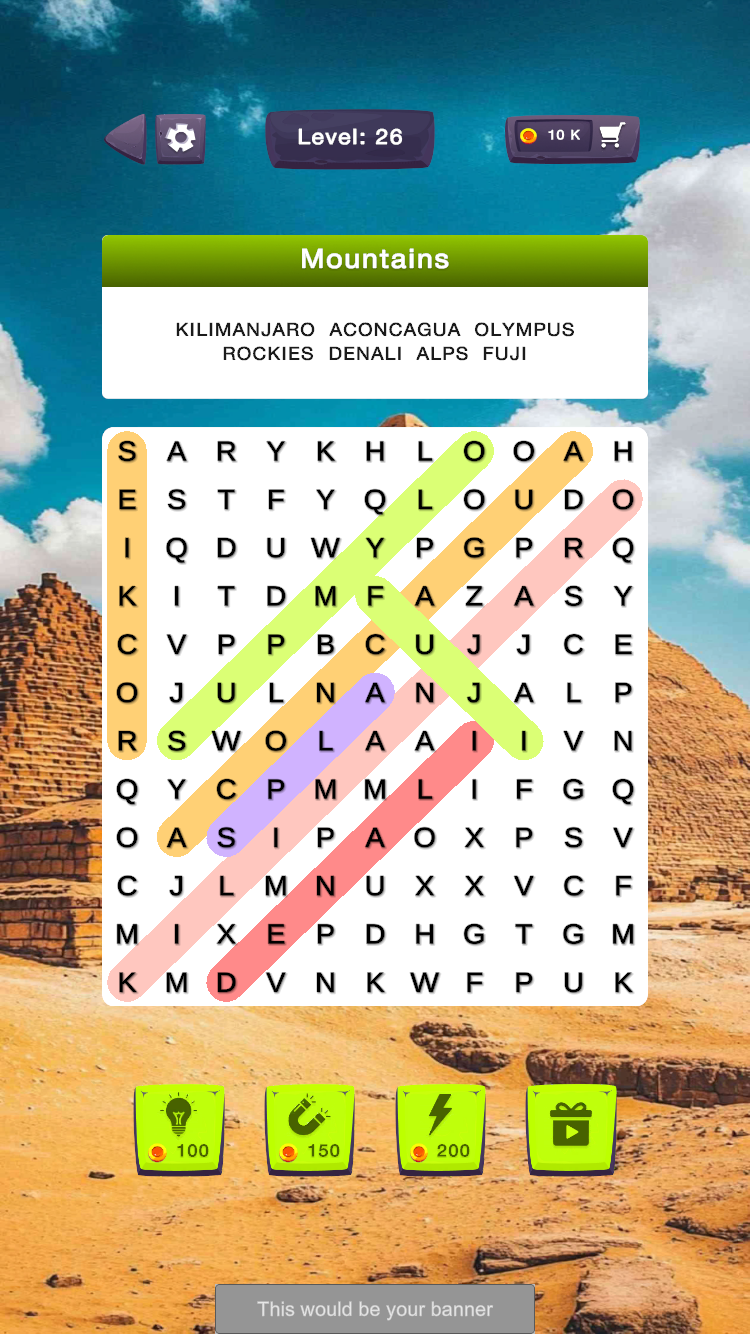 Level: 26
10 K
Mountains
KILIMANJARO ACONCAGUA OLYMPUS
ROCKIES DENALI ALPS FUJI
S A R Y K H L O O A H
E S T F Y Q L O U D O
I Q D U W Y P G P R Q
K I T D M F A Z A S Y
C V P P B C U J J C E
O J U L N A N J A L P
R S W O L A A I I V N
Q Y C P M M L I F G Q
O A S I P A O X P S V
C J L M N U X X V C F
M I X E P D H G T G M
K M D V N K W F P U K
100 150 200
This would be your banner